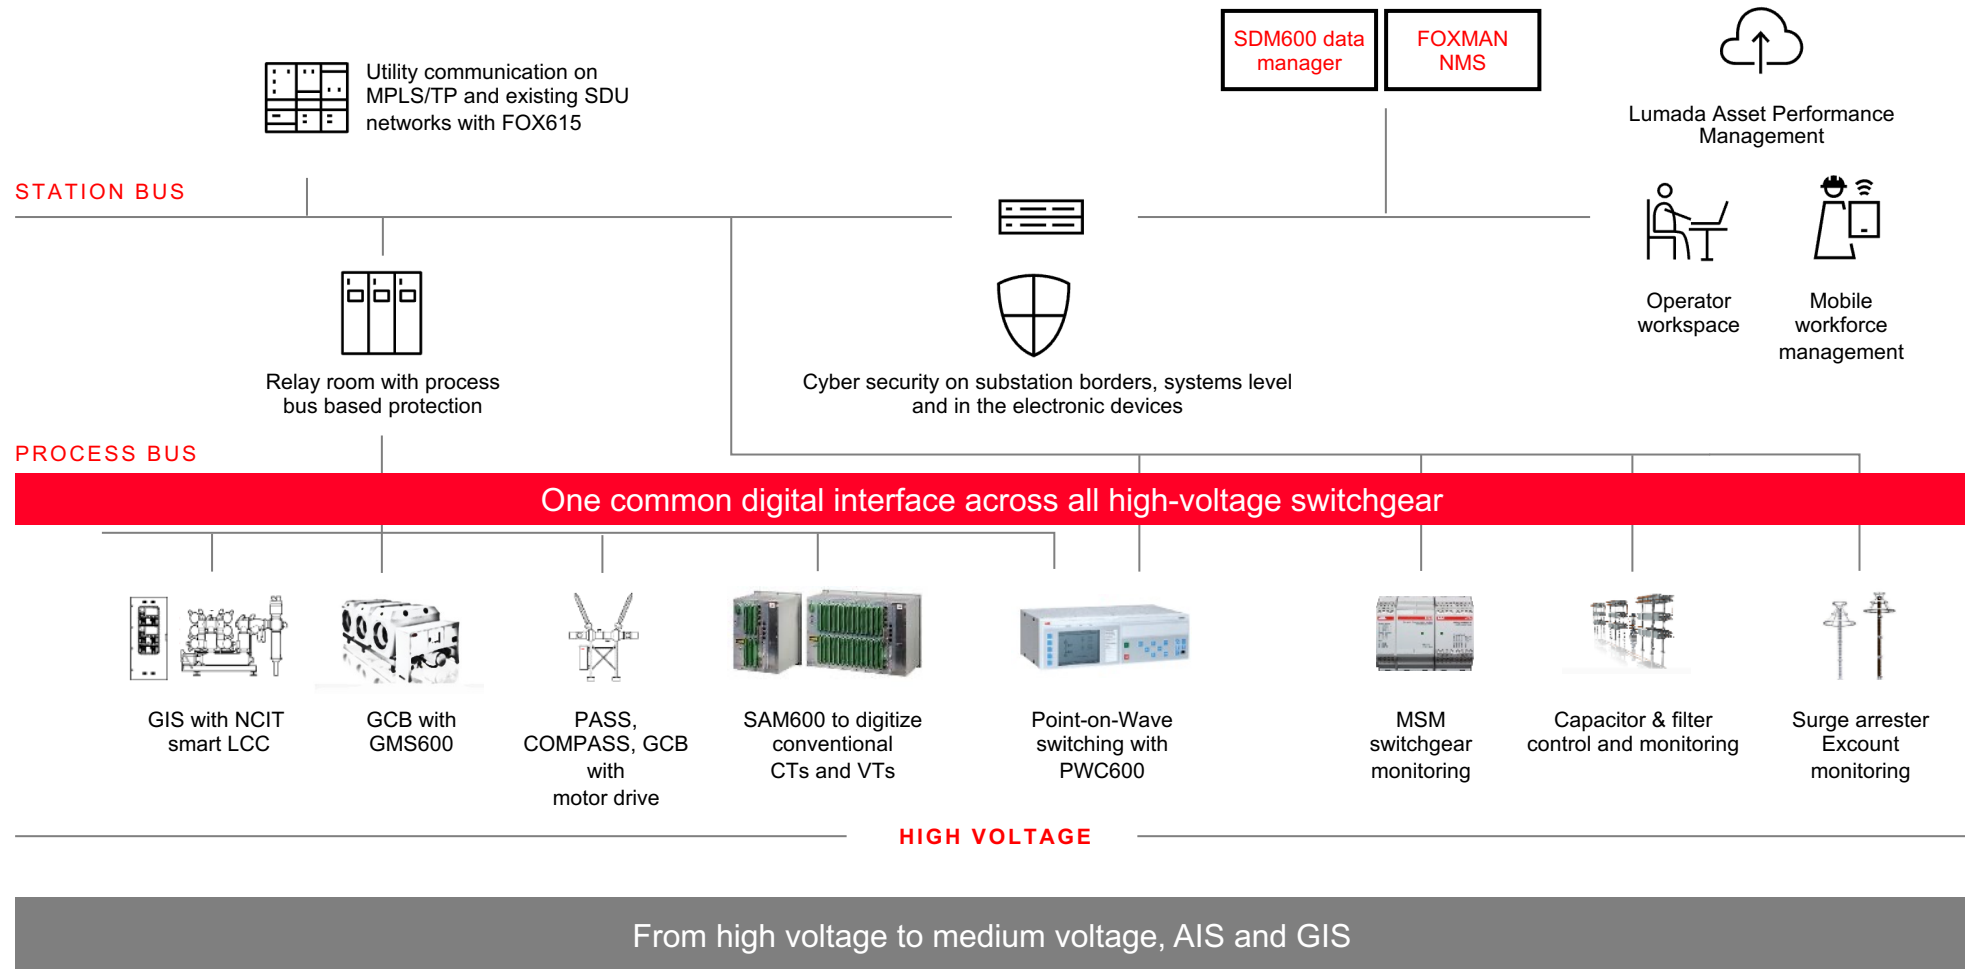 SDM600 data
manager
FOXMAN
NMS
Utility communication on
MPLS/TP and existing SDU
networks with FOX615
Lumada Asset Performance
Management
STATION BUS
Operator
workspace
Mobile
workforce
management
Relay room with process
bus based protection
Cyber security on substation borders, systems level
and in the electronic devices
PROCESS BUS
One common digital interface across all high-voltage switchgear
GIS with NCIT
smart LCC
GCB with
GMS600
PASS,
COMPASS, GCB
with
motor drive
SAM600 to digitize
conventional
CTs and VTs
Point-on-Wave
switching with
PWC600
MSM
switchgear
monitoring
Capacitor & filter
control and monitoring
Surge arrester
Excount
monitoring
HIGH VOLTAGE
From high voltage to medium voltage, AIS and GIS